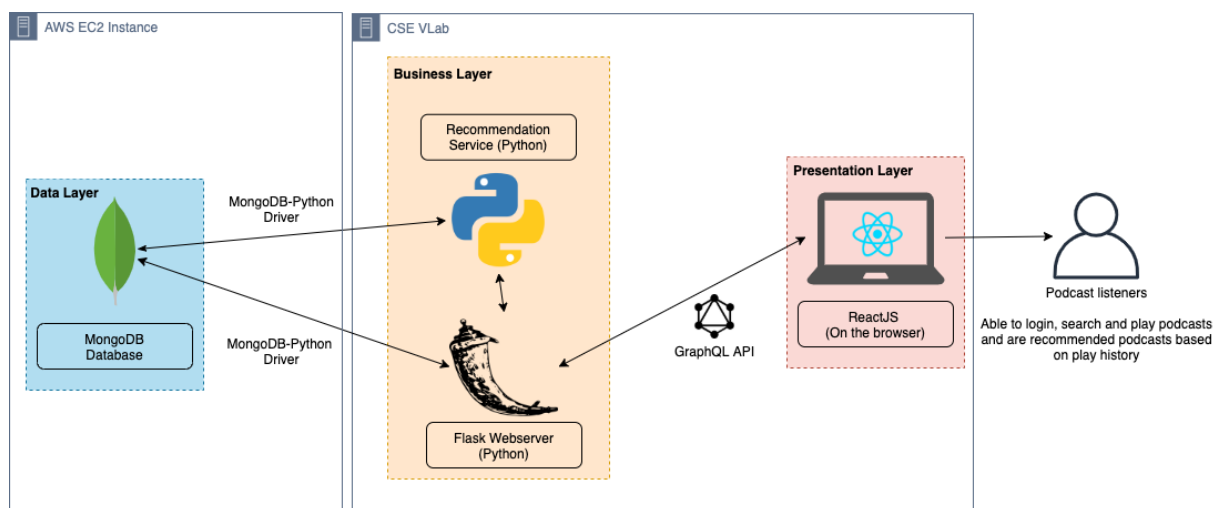 AWS EC2 Instance
CSE VLab
Business Layer
Recommendation
Service (Python)
Data Layer
MongoDB-Python
Driver
MongoDB
Database
MongoDB-Python
Driver
Flask Webserver
(Python)
GraphQL API
Presentation Layer
ReactJS
(On the browser)
Podcast listeners
Able to login, search and play podcasts
and are recommended podcasts based
on play history